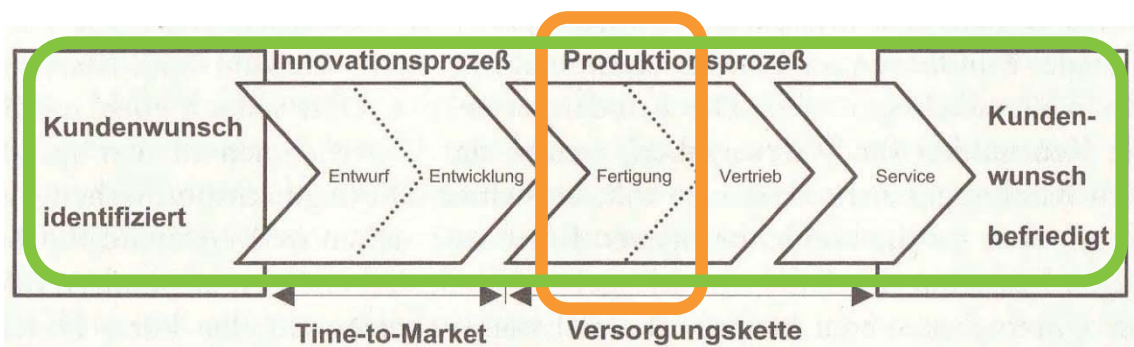 Innovationsprozeß
Produktionsprozeß
Kundenwunsch
identifiziert
Entwurf
Entwicklung
Fertigung
Vertrieb
Service
Kunden-
wunsch
befriedigt
Time-to-Market
Versorgungskette